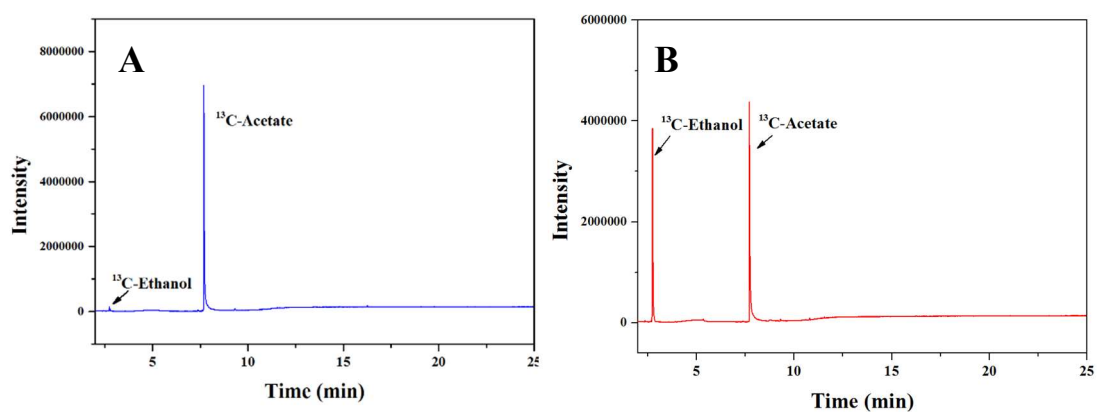 A
8000000
6000000
4000000
2000000
0
Intensity
¹³C-Acetate
¹³C-Ethanol
5 10 15 20 25
Time (min)
B
6000000
4000000
2000000
0
Intensity
¹³C-Ethanol
¹³C-Acetate
5 10 15 20 25
Time (min)